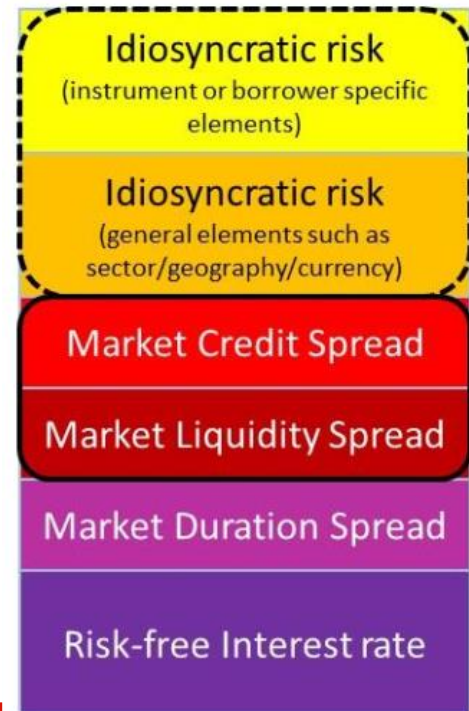 Idiosyncratic risk
(instrument or borrower specific
elements)
Idiosyncratic risk
(general elements such as
sector/geography/currency)
Market Credit Spread
Market Liquidity Spread
Market Duration Spread
Risk-free Interest rate